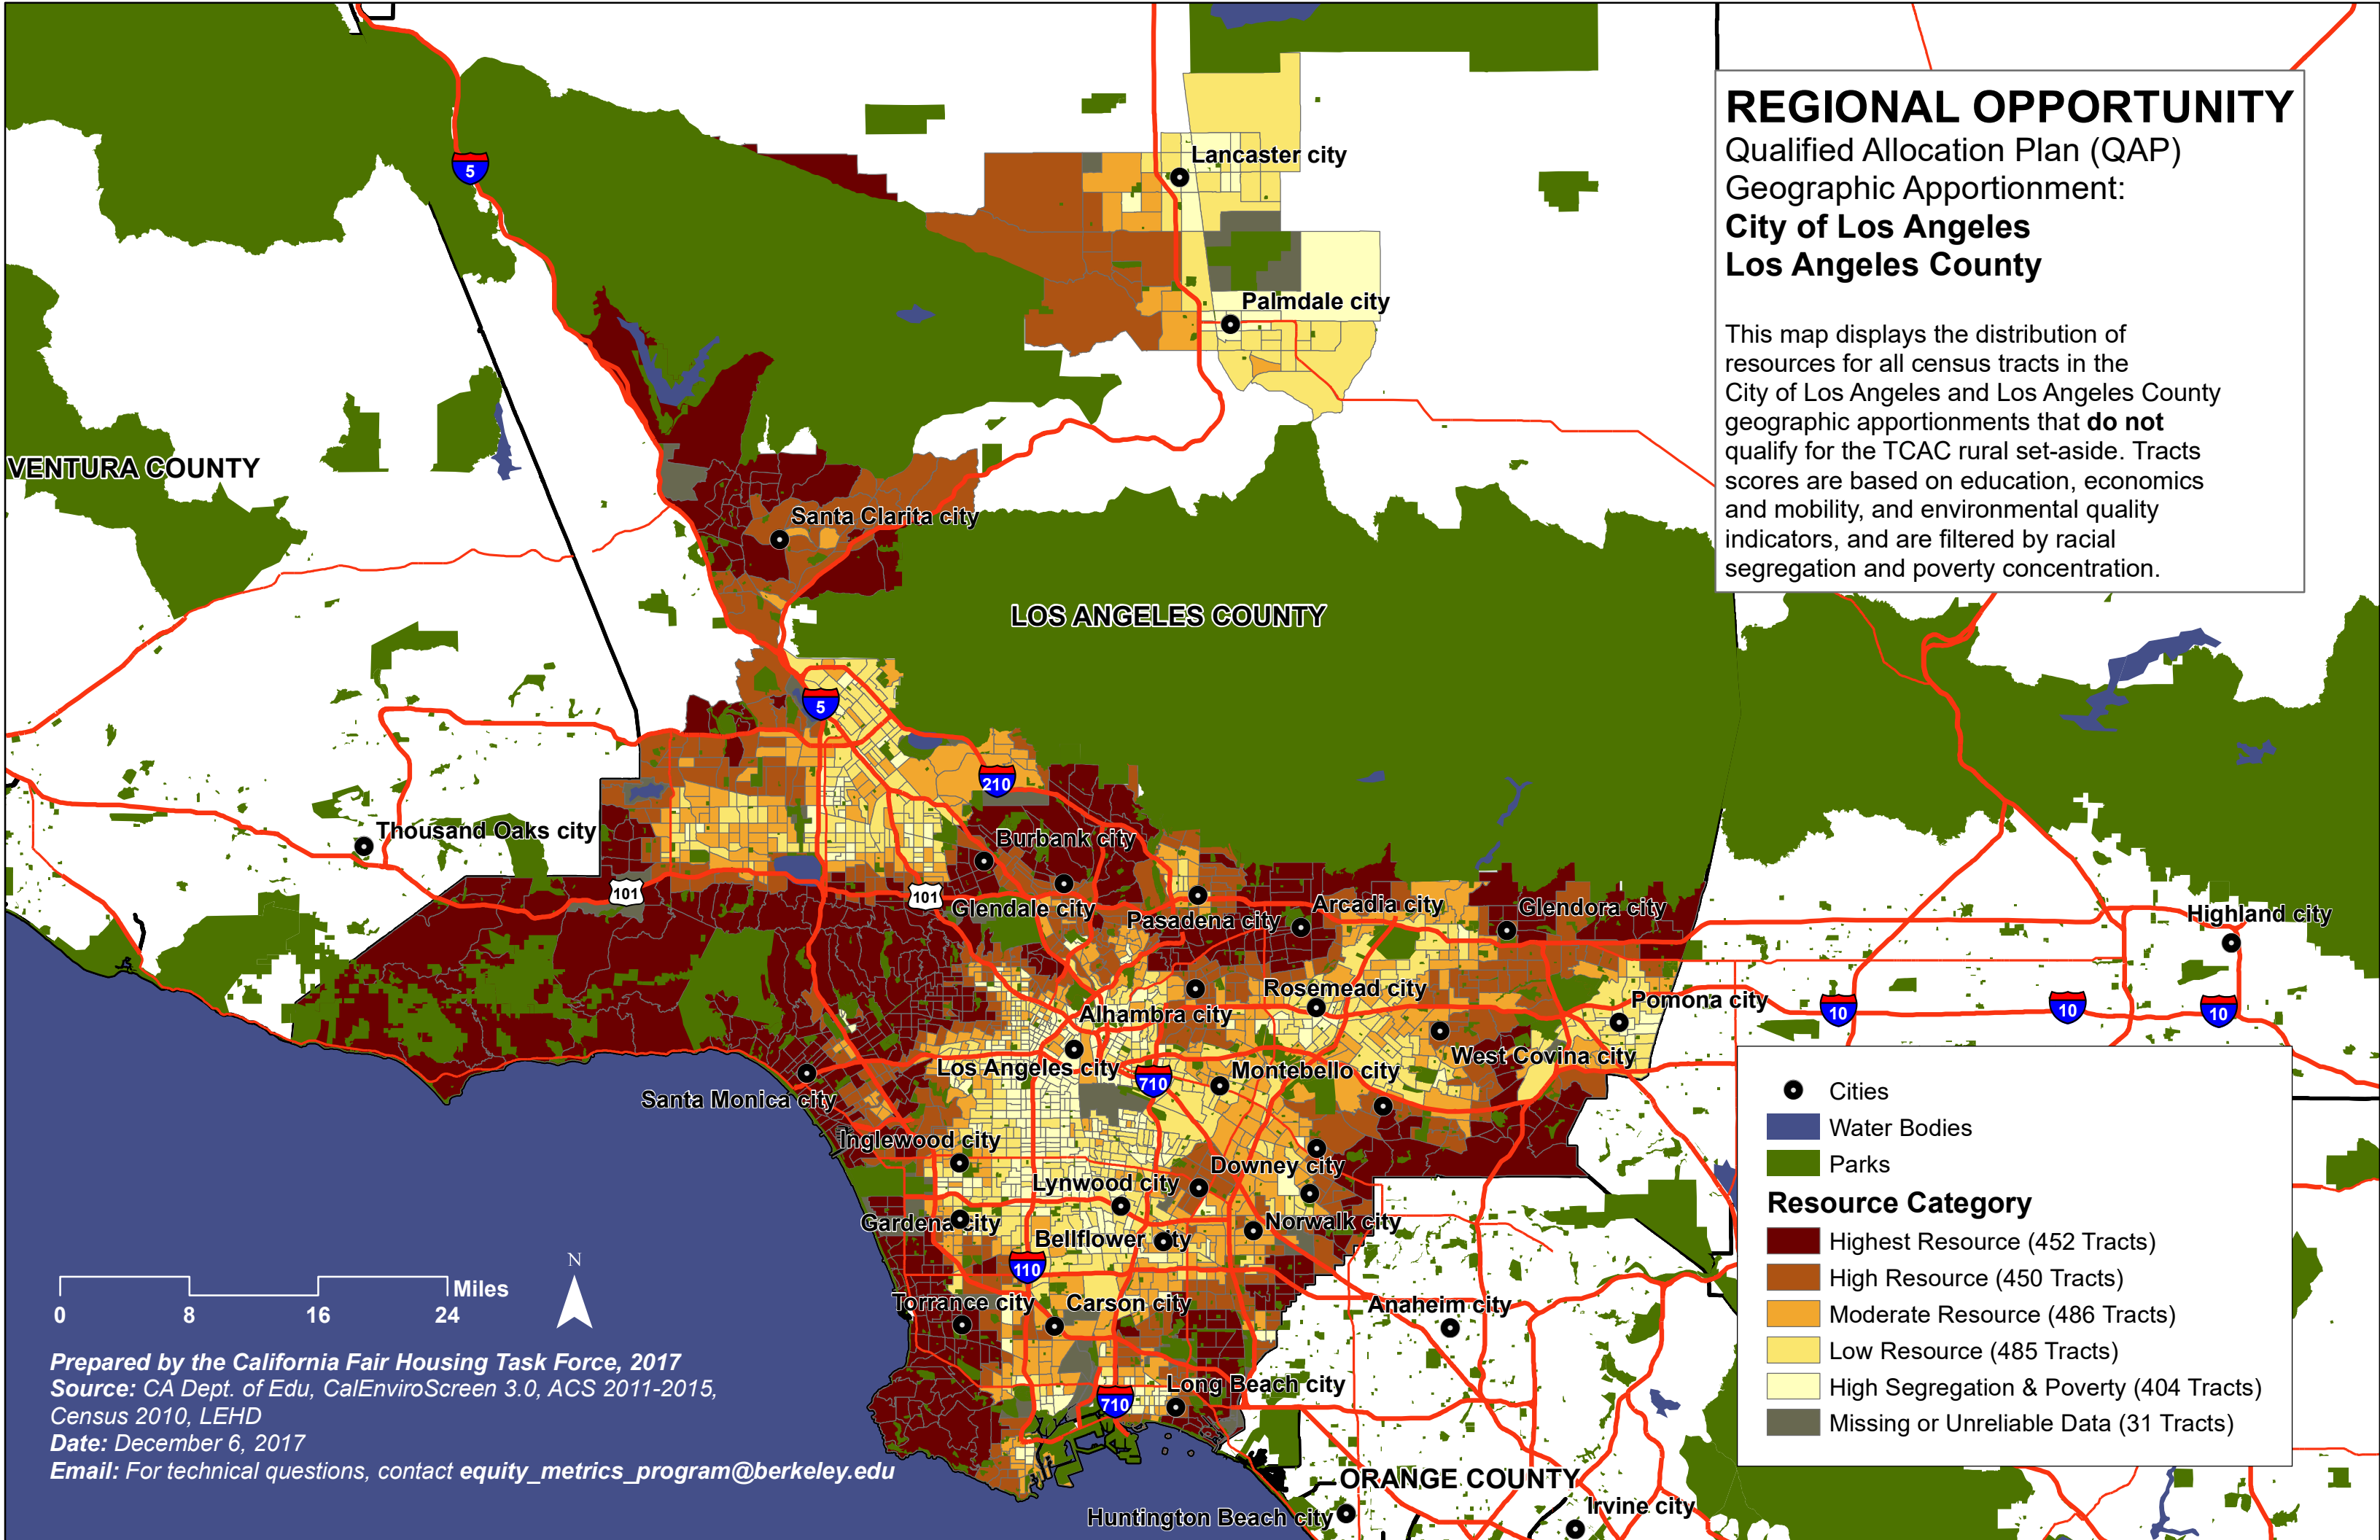 REGIONAL OPPORTUNITY
Qualified Allocation Plan (QAP)
Geographic Apportionment:
City of Los Angeles
Los Angeles County
This map displays the distribution of
resources for all census tracts in the
City of Los Angeles and Los Angeles County
geographic apportionments that do not
qualify for the TCAC rural set-aside. Tracts
scores are based on education, economics
and mobility, and environmental quality
indicators, and are filtered by racial
segregation and poverty concentration.
Lancaster city
5
Palmdale city
VENTURA COUNTY
Santa Clarita city
LOS ANGELES COUNTY
5
210
Thousand Oaks city
Burbank city
101
101
Glendale city
Pasadena city
Arcadia city
Glendora city
Highland city
Rosemead city
Pomona city
10
10
10
Alhambra city
Los Angeles city
West Covina city
Montebello city
710
Santa Monica city
Inglewood city
Downey city
Lynwood city
Gardena city
Norwalk city
Bellflower city
110
Torrance city
Carson city
Anaheim city
Long Beach city
710
ORANGE COUNTY
Irvine city
Huntington Beach city
Cities
Water Bodies
Parks
Resource Category
Highest Resource (452 Tracts)
High Resource (450 Tracts)
Moderate Resource (486 Tracts)
Low Resource (485 Tracts)
High Segregation & Poverty (404 Tracts)
Missing or Unreliable Data (31 Tracts)
N
Miles
0 8 16 24
Prepared by the California Fair Housing Task Force, 2017
Source: CA Dept. of Edu, CalEnviroScreen 3.0, ACS 2011-2015,
Census 2010, LEHD
Date: December 6, 2017
Email: For technical questions, contact equity_metrics_program@berkeley.edu